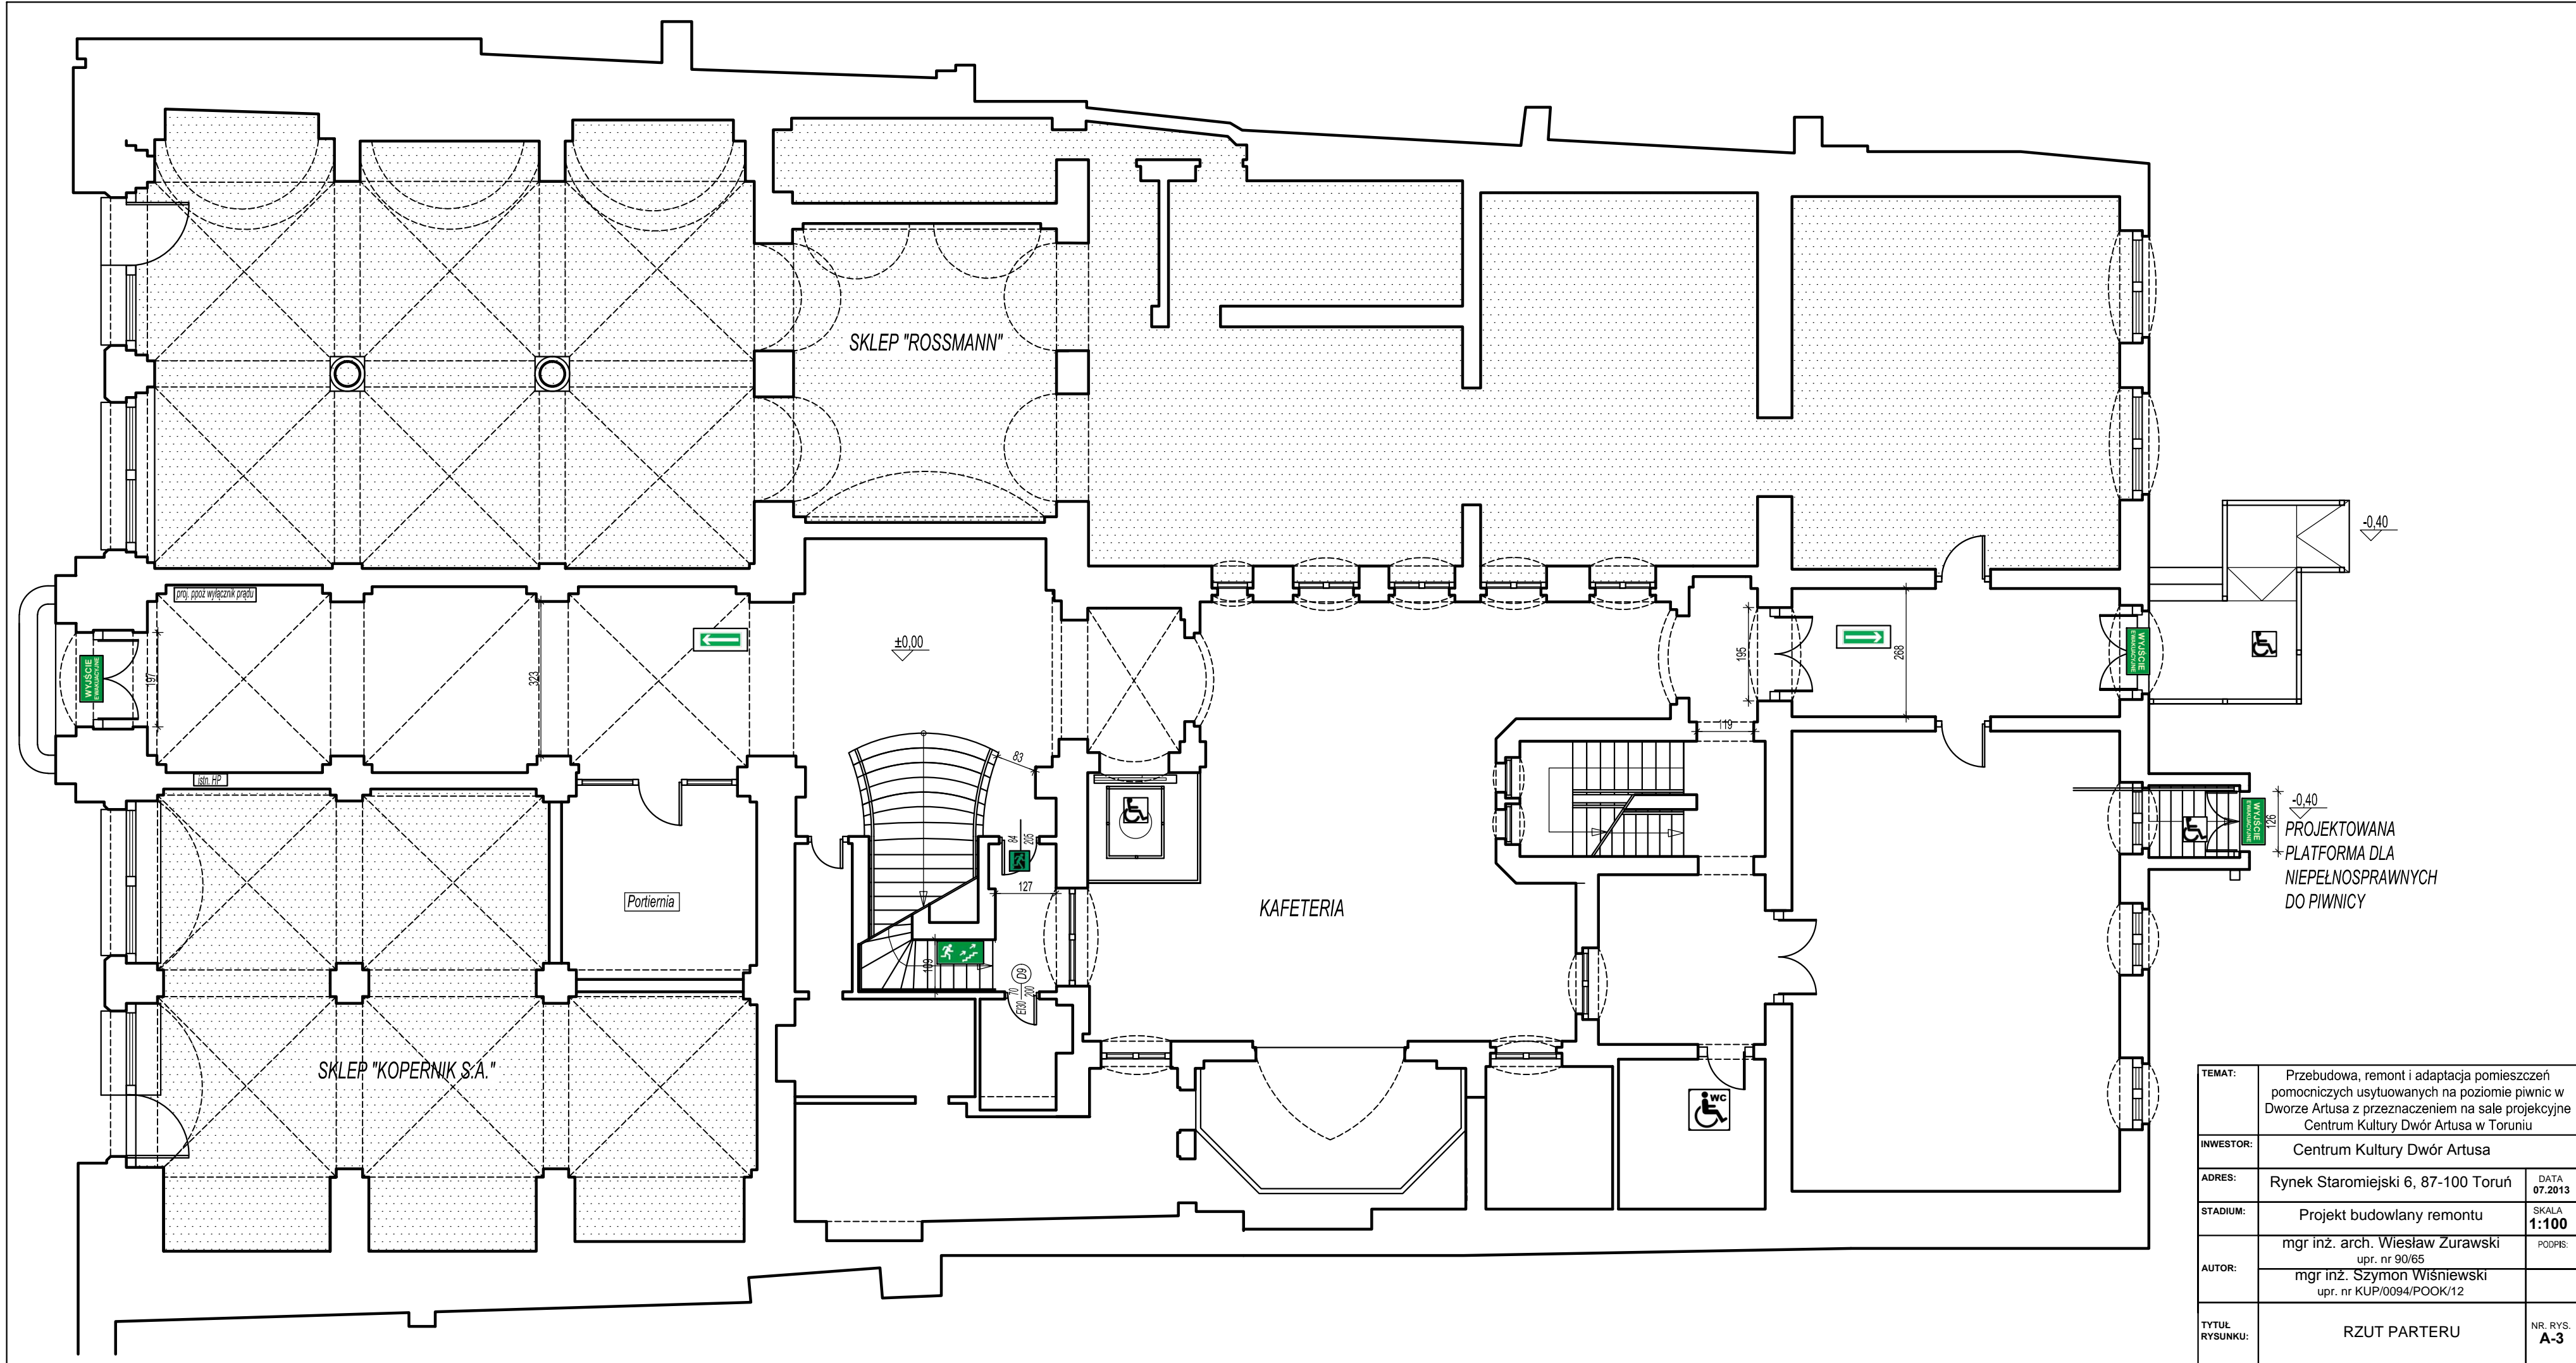 SKLEP "ROSSMANN"
-0,40
proj. ppoż wyłącznik prądu
±0,00
WYJŚCIE
EWAKUACYJNE
197
323
195
268
WYJŚCIE
EWAKUACYJNE
119
83
istn. HP
84
205
-0,40
WYJŚCIE
EWAKUACYJNE
126
PROJEKTOWANA
PLATFORMA DLA
NIEPEŁNOSPRAWNYCH
DO PIWNICY
127
Portiernia
KAFETERIA
109
D9
70
200
EI30
SKLEP "KOPERNIK S.A."
WC
TEMAT:
Przebudowa, remont i adaptacja pomieszczeń
pomocniczych usytuowanych na poziomie piwnic w
Dworze Artusa z przeznaczeniem na sale projekcyjne
Centrum Kultury Dwór Artusa w Toruniu
INWESTOR:
Centrum Kultury Dwór Artusa
ADRES:
Rynek Staromiejski 6, 87-100 Toruń
DATA
07.2013
STADIUM:
Projekt budowlany remontu
SKALA
1:100
AUTOR:
mgr inż. arch. Wiesław Żurawski
upr. nr 90/65
PODPIS:
mgr inż. Szymon Wiśniewski
upr. nr KUP/0094/POOK/12
TYTUŁ
RYSUNKU:
RZUT PARTERU
NR. RYS.
A-3